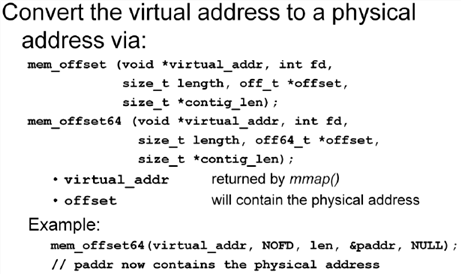 Convert the virtual address to a physical
address via:
mem_offset (void *virtual_addr, int fd,
size_t length, off_t *offset,
size_t *contig_len);
mem_offset64 (void *virtual_addr, int fd,
size_t length, off64_t *offset,
size_t *contig_len);
• virtual_addr returned by mmap()
• offset will contain the physical address
Example:
mem_offset64(virtual_addr, NOFD, len, &paddr, NULL);
// paddr now contains the physical address